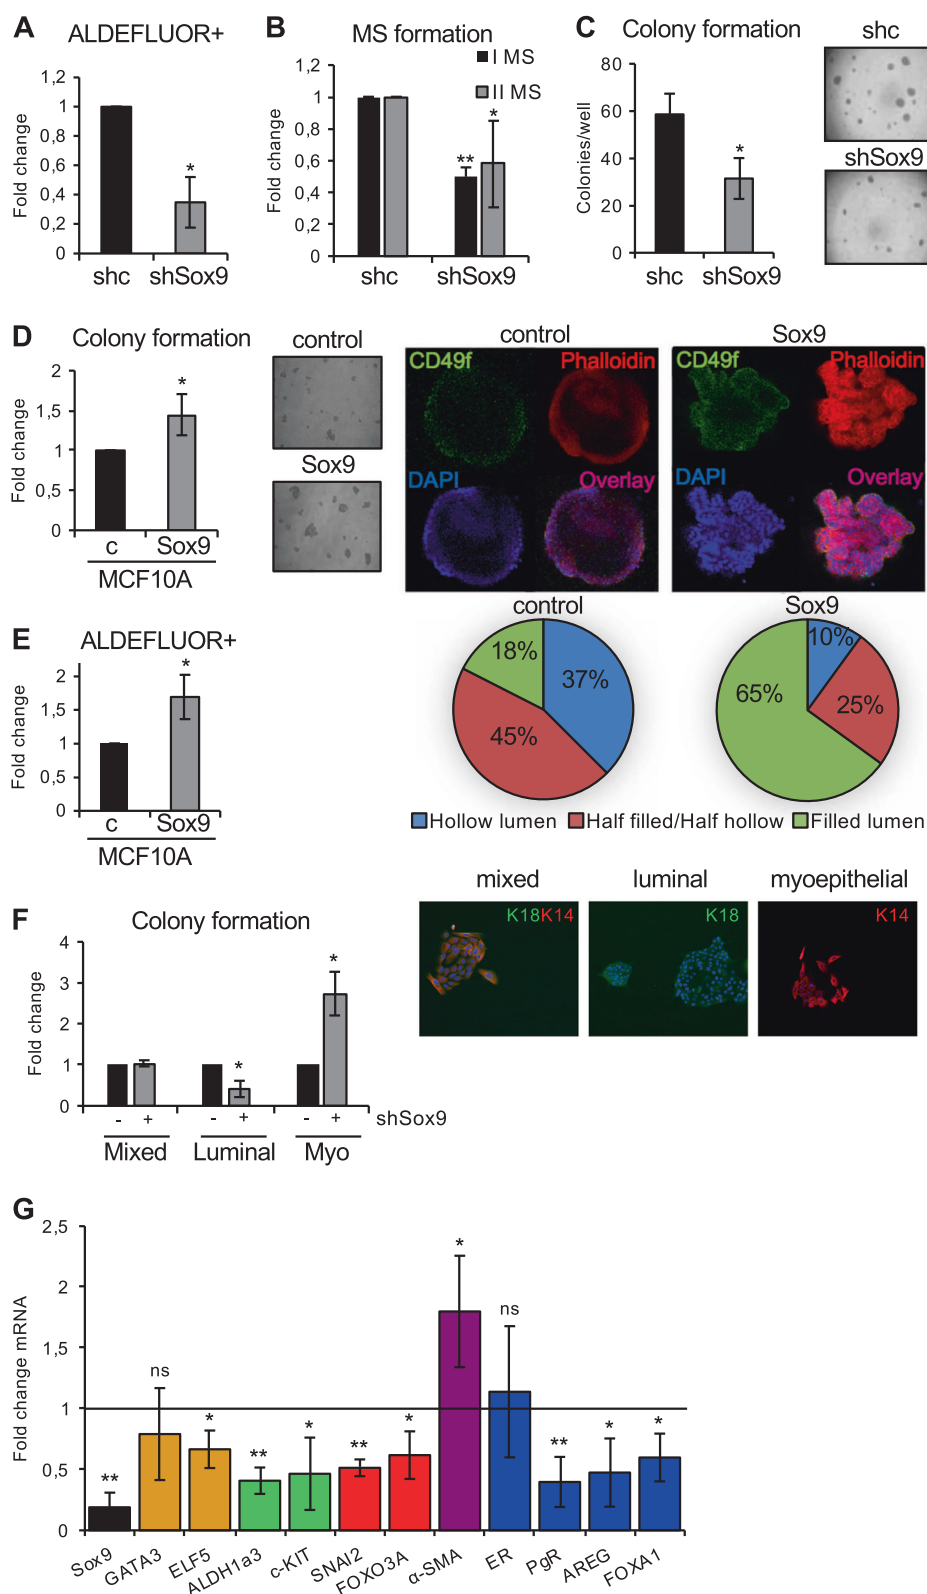 A ALDEFLUOR+
Fold change
1,2
1
0,8
0,6
0,4
0,2
0
*
shc shSox9
B MS formation
I MS
II MS
Fold change
1,2
1
0,8
0,6
0,4
0,2
0
** *
shc shSox9
C Colony formation
Colonies/well
80
60
40
20
0
*
shc shSox9
shc
shSox9
D Colony formation
Fold change
2
1,5
1
0,5
0
*
c Sox9
MCF10A
control
Sox9
control
CD49f Phalloidin
DAPI Overlay
Sox9
CD49f Phalloidin
DAPI Overlay
control
18% 37%
45%
Sox9
10%
65% 25%
Hollow lumen Half filled/Half hollow Filled lumen
E ALDEFLUOR+
Fold change
2
1,5
1
0,5
0
*
c Sox9
MCF10A
F Colony formation
Fold change
4
3
2
1
0
* *
- + - + - + shSox9
Mixed Luminal Myo
mixed luminal myoepithelial
K18K14 K18 K14
G
Fold change mRNA
2,5
2
1,5
1
0,5
0
** ns * ** * ** * * ns ** * *
Sox9 GATA3 ELF5 ALDH1a3 c-KIT SNAI2 FOXO3A α-SMA ER PgR AREG FOXA1